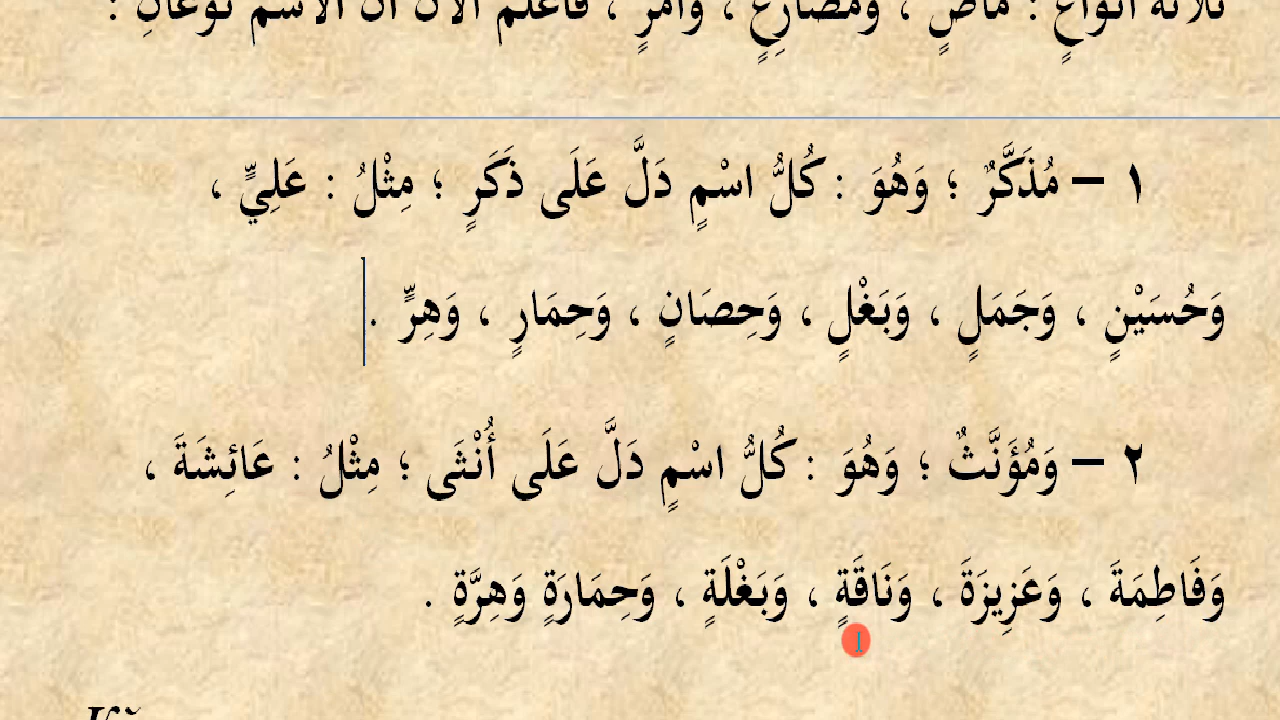 ثلاثة أنواع : ماضٍ ، ومضارعٍ ، وأمرٍ ، فاعلم الآن أن الاسم نوعانِ :
١ – مُذَكَّرٌ ؛ وَهُوَ : كُلُّ اسْمٍ دَلَّ عَلَى ذَكَرٍ ؛ مِثْلُ : عَلِيٍّ ،
وَحُسَيْنٍ ، وَجَمَلٍ ، وَبَغْلٍ ، وَحِصَانٍ ، وَحِمَارٍ ، وَهِرٍّ .
٢ – وَمُؤَنَّثٌ ؛ وَهُوَ : كُلُّ اسْمٍ دَلَّ عَلَى أُنْثَى ؛ مِثْلُ : عَائِشَةَ ،
وَفَاطِمَةَ ، وَعَزِيزَةَ ، وَنَاقَةٍ ، وَبَغْلَةٍ ، وَحِمَارَةٍ وَهِرَّةٍ .